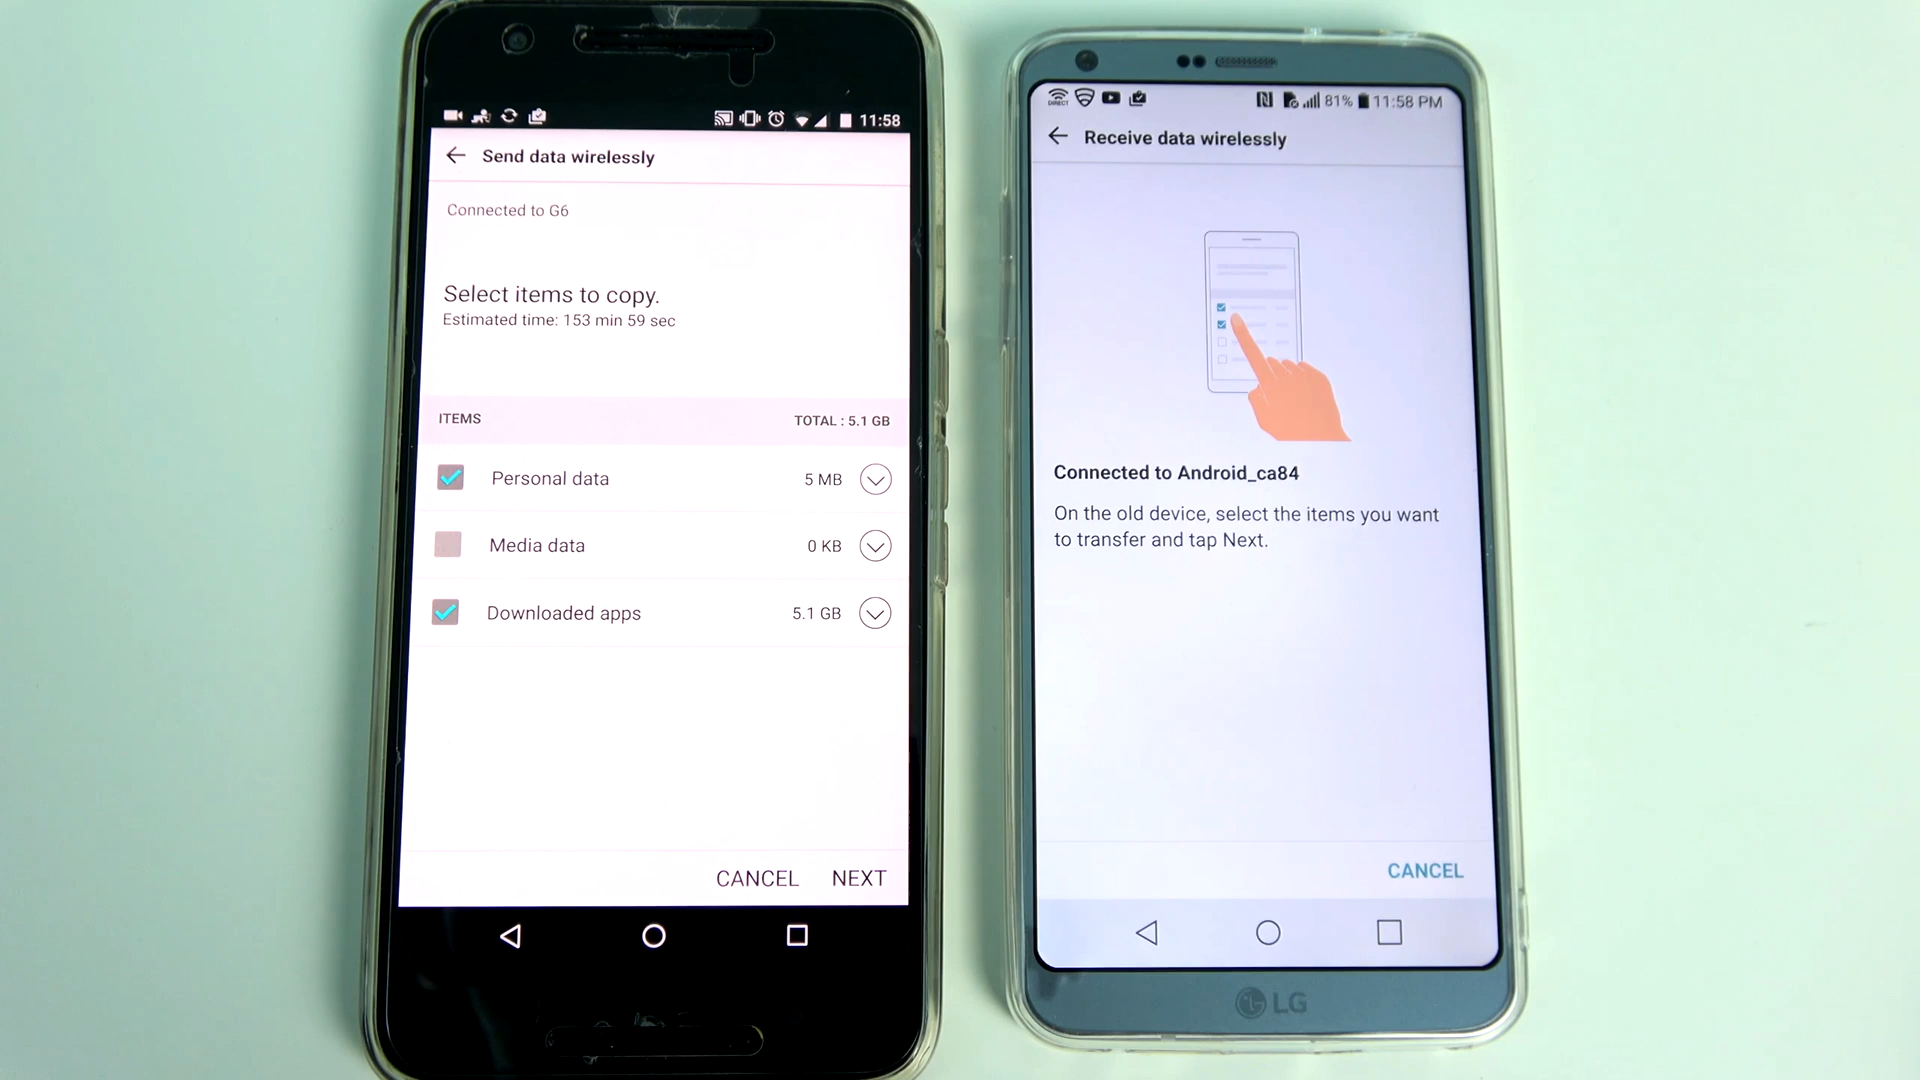 11:58
Send data wirelessly
Connected to G6
Select items to copy.
Estimated time: 153 min 59 sec
ITEMS TOTAL : 5.1 GB
Personal data 5 MB
Media data 0 KB
Downloaded apps 5.1 GB
CANCEL NEXT
DIRECT 81% 11:58 PM
Receive data wirelessly
Connected to Android_ca84
On the old device, select the items you want
to transfer and tap Next.
CANCEL
LG